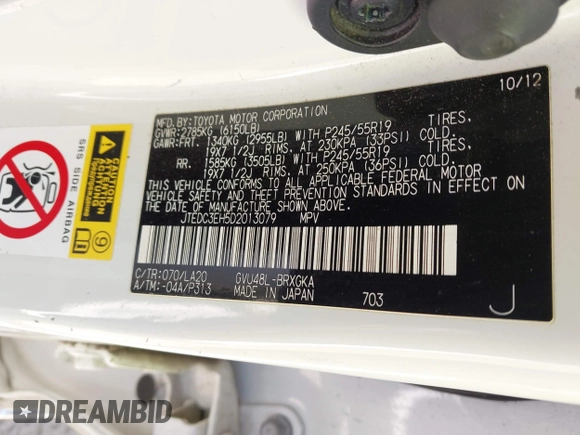 10/12
MFD.BY:TOYOTA MOTOR CORPORATION
GVWR:2785KG (6150LB)
GAWR:FRT. 1340KG (2955LB) WITH P245/55R19 TIRES,
19X7 1/2J RIMS, AT 230KPA (33PSI) COLD.
RR. 1585KG (3505LB) WITH P245/55R19 TIRES,
19X7 1/2J RIMS, AT 250KPA (36PSI) COLD.
THIS VEHICLE CONFORMS TO ALL APPLICABLE FEDERAL MOTOR
VEHICLE SAFETY AND THEFT PREVENTION STANDARDS IN EFFECT ON THE
DATE OF MANUFACTURE SHOWN ABOVE.
JTEDC3EH5D2013079 MPV
C/TR:070/LA20 GVU48L-BRXGKA
A/TM:-04A/P313 MADE IN JAPAN 703
J
SIDE AIRBAG
CAUTION
ACHTUNG
9
$DREAMBID